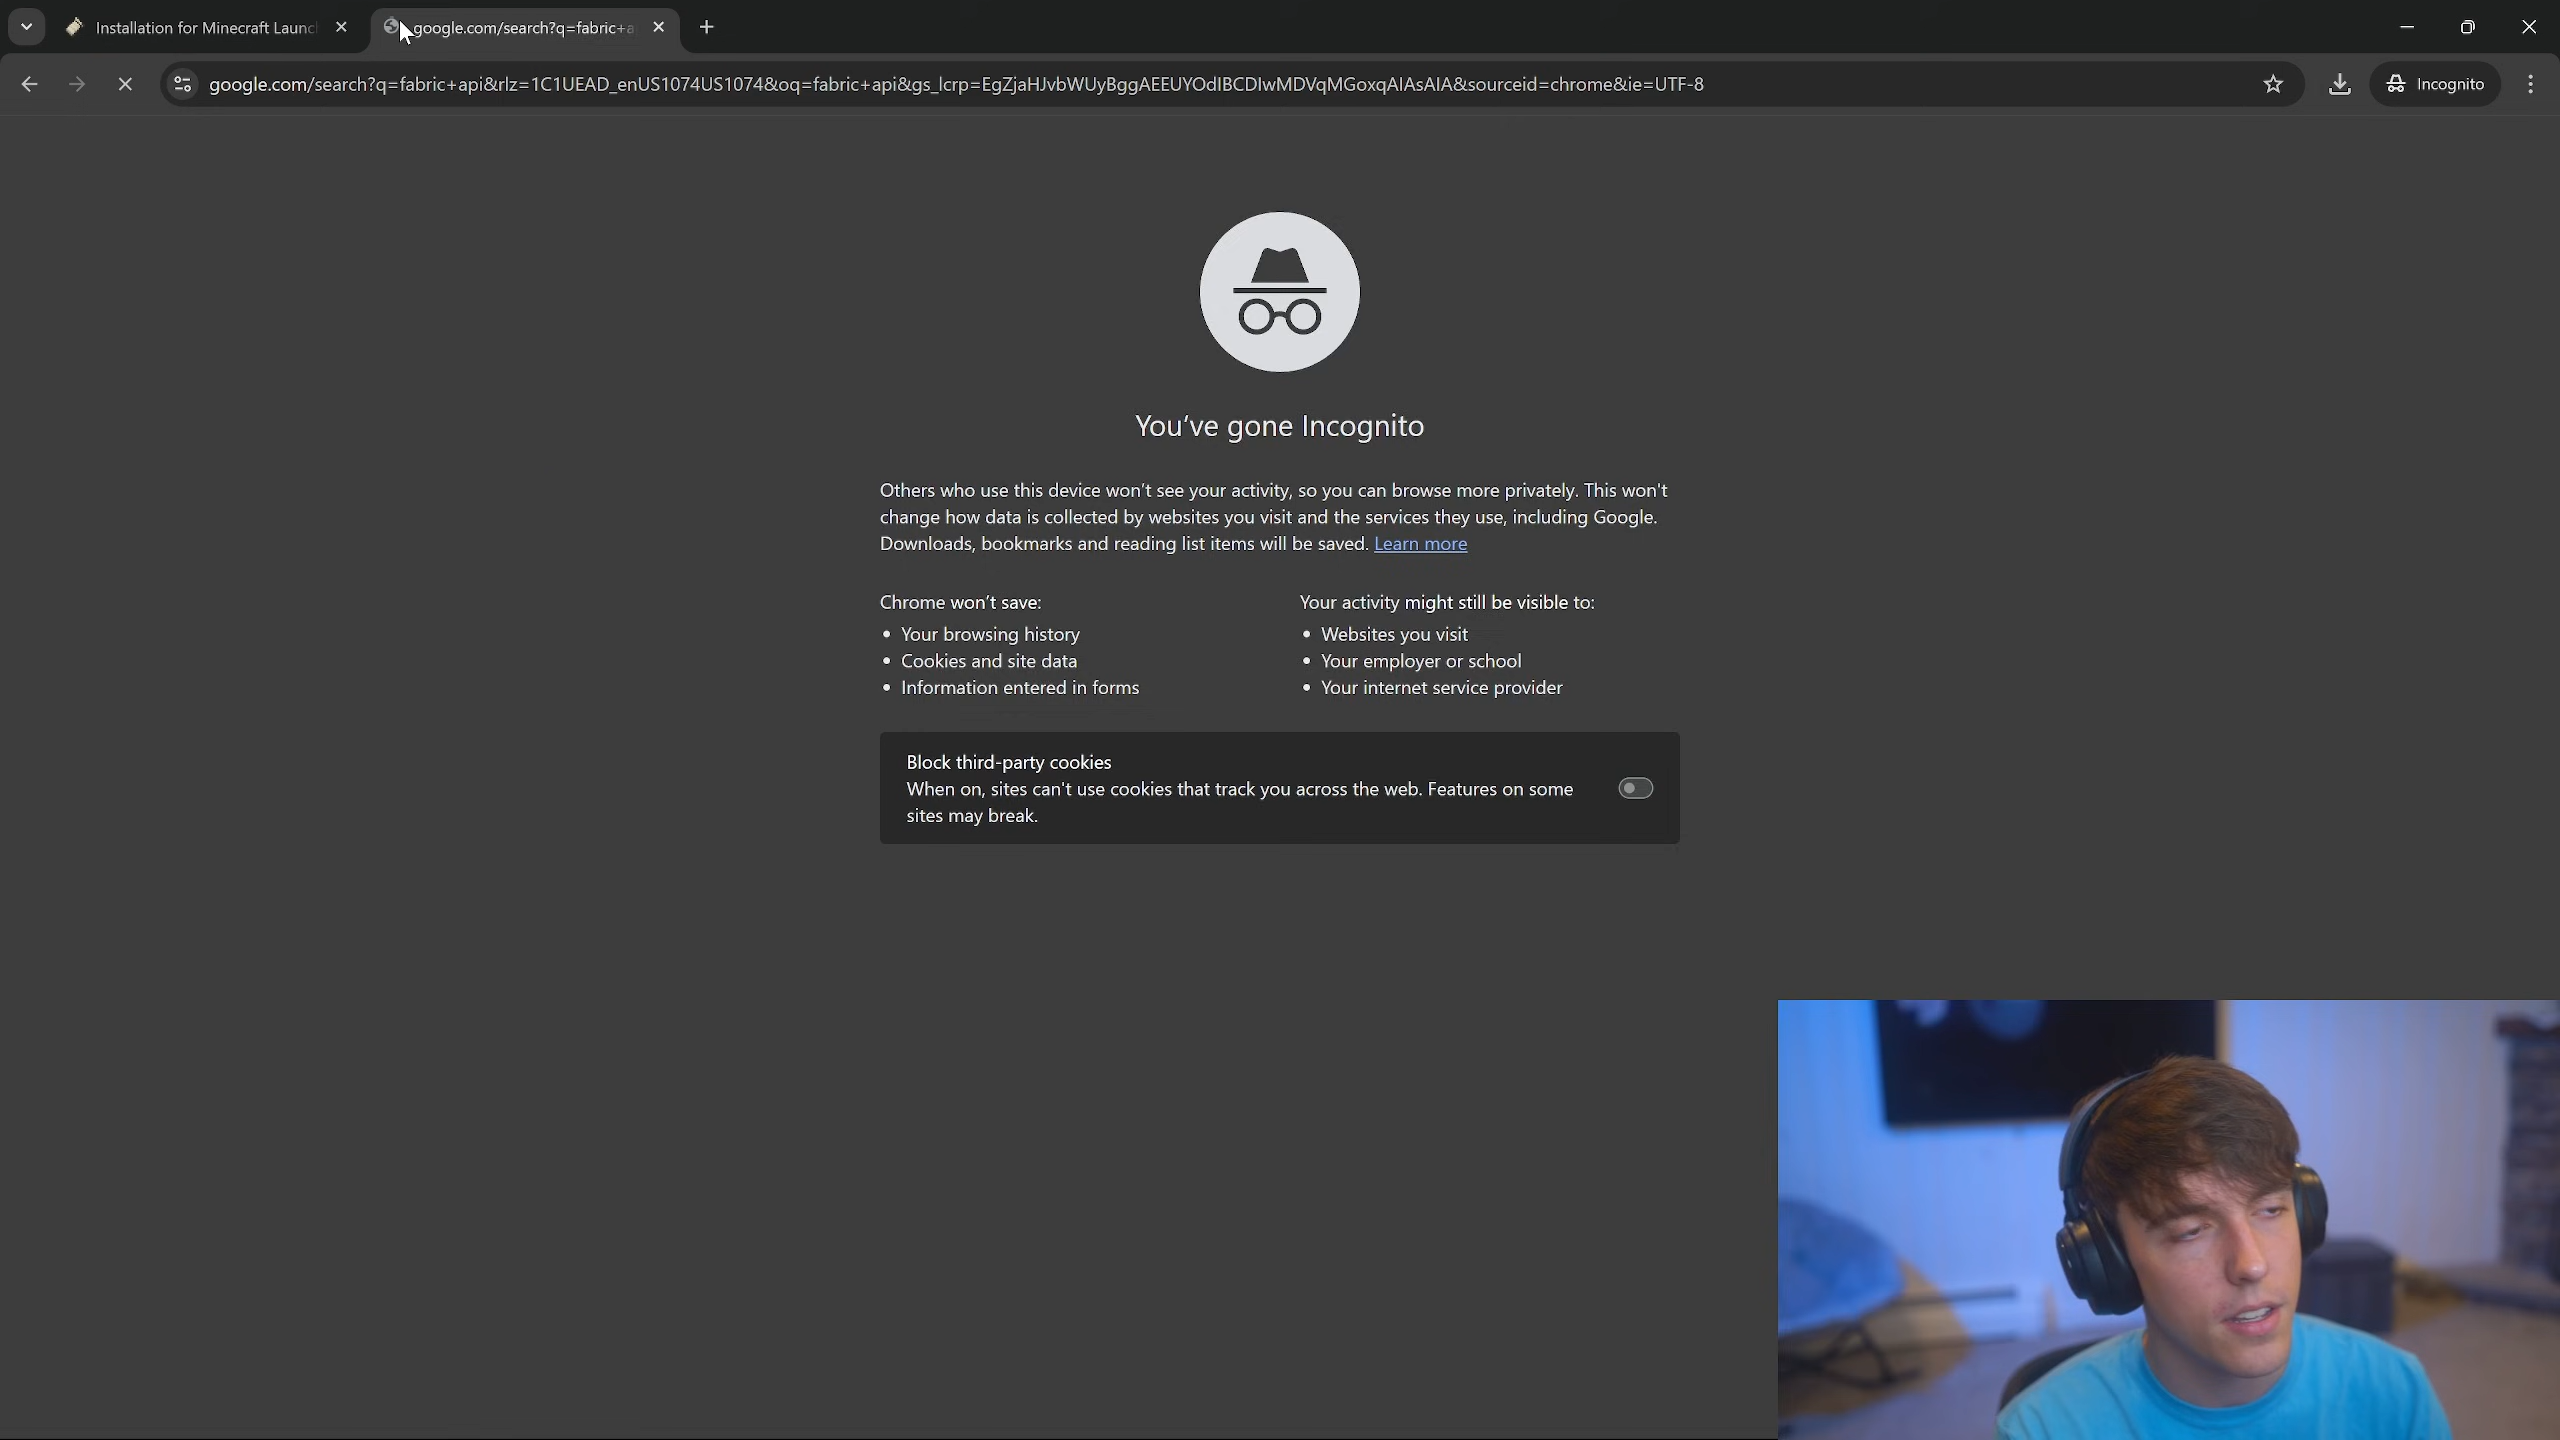 Installation for Minecraft Launc
google.com/search?q=fabric+a
google.com/search?q=fabric+api&rlz=1C1UEAD_enUS1074US1074&oq=fabric+api&gs_lcrp=EgZjaHJvbWUyBggAEEUYOdIBCDIwMDVqMGoxqAIAsAIA&sourceid=chrome&ie=UTF-8
Incognito
You've gone Incognito
Others who use this device won't see your activity, so you can browse more privately. This won't
change how data is collected by websites you visit and the services they use, including Google.
Downloads, bookmarks and reading list items will be saved. Learn more
Chrome won't save:
• Your browsing history
• Cookies and site data
• Information entered in forms
Your activity might still be visible to:
• Websites you visit
• Your employer or school
• Your internet service provider
Block third-party cookies
When on, sites can't use cookies that track you across the web. Features on some
sites may break.